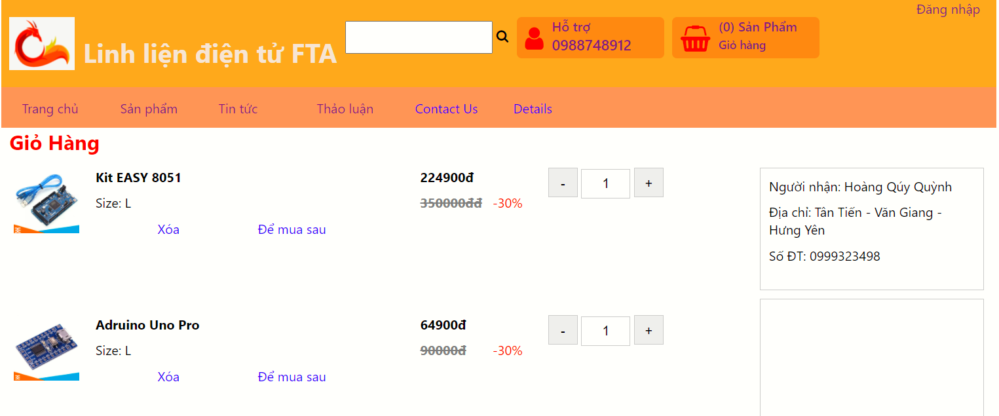 Đăng nhập
Linh liện điện tử FTA
Hỗ trợ
0988748912
(0) Sản Phẩm
Giỏ hàng
Trang chủ
Sản phẩm
Tin tức
Thảo luận
Contact Us
Details
Giỏ Hàng
Kit EASY 8051
224900đ
-
1
+
Size: L
350000đđ
-30%
Xóa
Để mua sau
Người nhận: Hoàng Qúy Quỳnh
Địa chỉ: Tân Tiến - Văn Giang -
Hưng Yên
Số ĐT: 0999323498
Adruino Uno Pro
64900đ
-
1
+
Size: L
90000đ
-30%
Xóa
Để mua sau